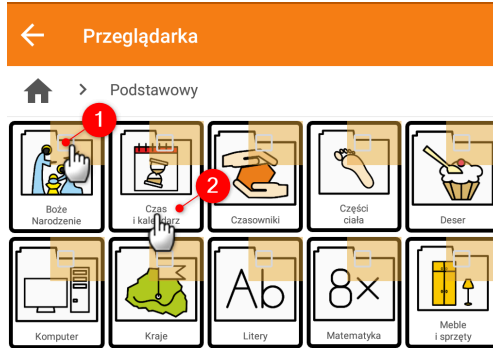 Przeglądarka
> Podstawowy
1
2
Boże
Narodzenie
Czas
i kalendarz
Czasowniki
Części
ciała
Deser
Ab
8×
Komputer
Kraje
Litery
Matematyka
Meble
i sprzęty